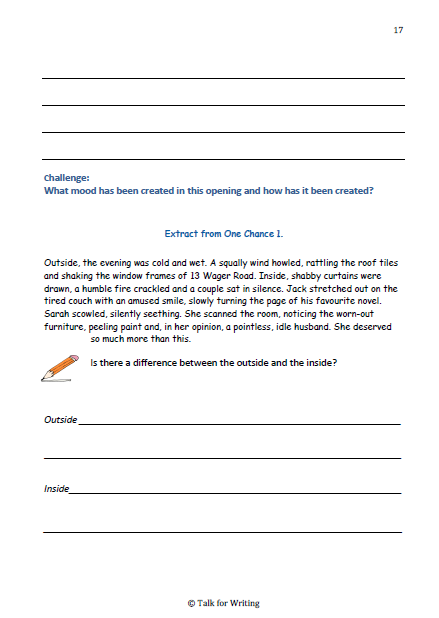 17
Challenge:
What mood has been created in this opening and how has it been created?
Extract from One Chance 1.
Outside, the evening was cold and wet. A squally wind howled, rattling the roof tiles
and shaking the window frames of 13 Wager Road. Inside, shabby curtains were
drawn, a humble fire crackled and a couple sat in silence. Jack stretched out on the
tired couch with an amused smile, slowly turning the page of his favourite novel.
Sarah scowled, silently seething. She scanned the room, noticing the worn-out
furniture, peeling paint and, in her opinion, a pointless, idle husband. She deserved
so much more than this.
Is there a difference between the outside and the inside?
Outside
Inside
© Talk for Writing